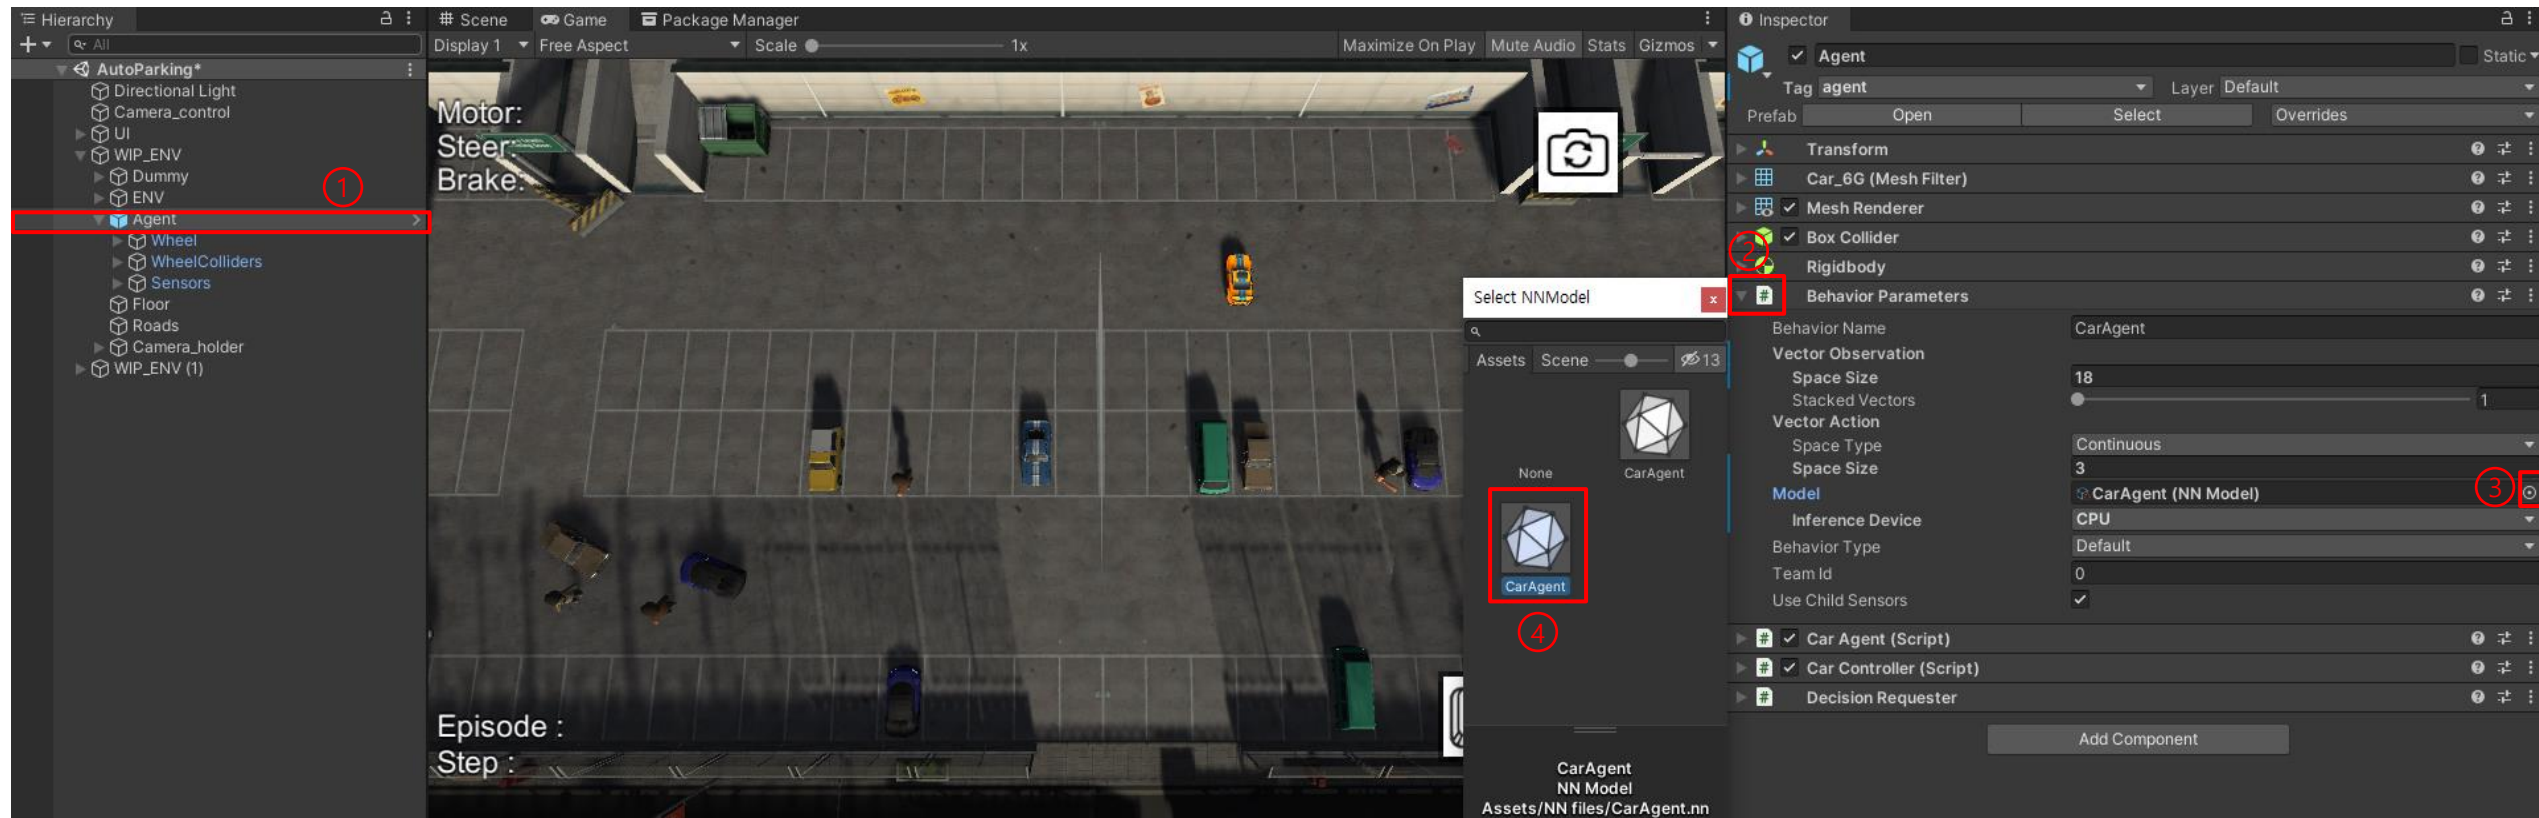 Hierarchy
All
AutoParking*
Directional Light
Camera_control
UI
WIP_ENV
Dummy
ENV
①
Agent
Wheel
WheelColliders
Sensors
Floor
Roads
Camera_holder
WIP_ENV (1)
Scene
Game
Package Manager
Display 1
Free Aspect
Scale
1x
Maximize On Play
Mute Audio
Stats
Gizmos
Motor:
Steer:
Brake:
Episode :
Step :
Select NNModel
x
Assets
Scene
13
None
CarAgent
CarAgent
④
CarAgent
NN Model
Assets/NN files/CarAgent.nn
Inspector
Agent
Static
Tag agent
Layer Default
Prefab
Open
Select
Overrides
Transform
Car_6G (Mesh Filter)
Mesh Renderer
Box Collider
②
Rigidbody
# Behavior Parameters
Behavior Name CarAgent
Vector Observation
Space Size 18
Stacked Vectors 1
Vector Action
Space Type Continuous
Space Size 3
Model CarAgent (NN Model)
③
Inference Device CPU
Behavior Type Default
Team Id 0
Use Child Sensors
# Car Agent (Script)
# Car Controller (Script)
# Decision Requester
Add Component